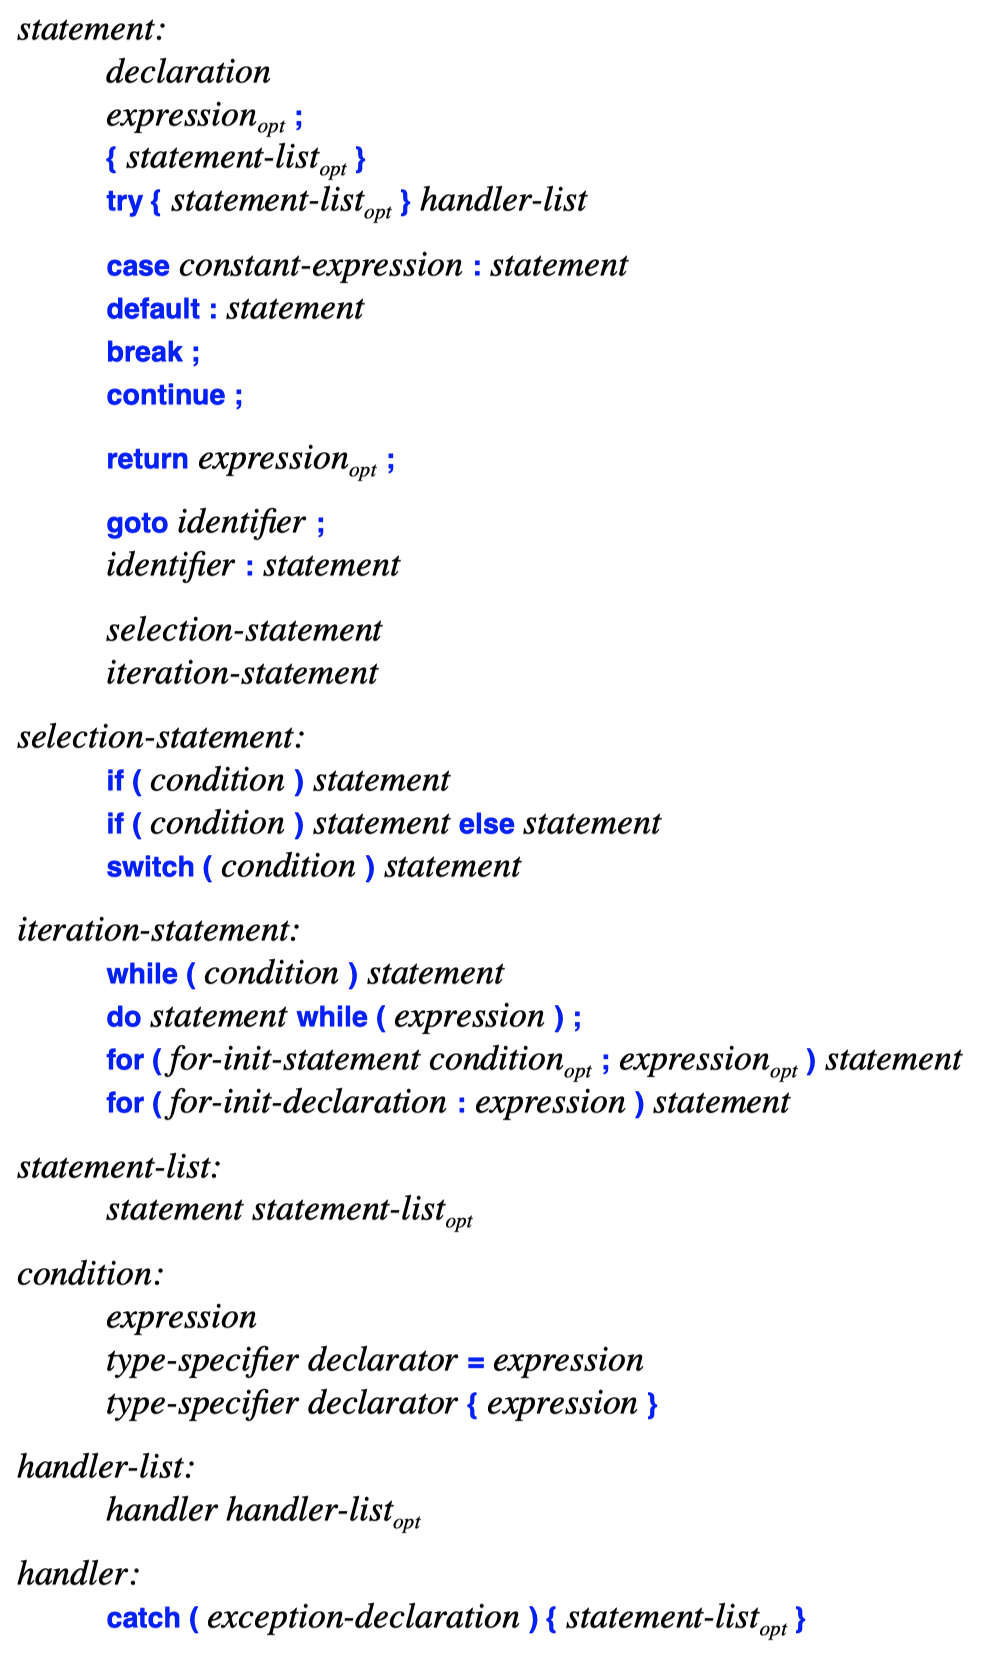 statement:
declaration
expression opt ;
{ statement-list opt }
try { statement-list opt } handler-list
case constant-expression : statement
default : statement
break ;
continue ;
return expression opt ;
goto identifier ;
identifier : statement
selection-statement
iteration-statement
selection-statement:
if ( condition ) statement
if ( condition ) statement else statement
switch ( condition ) statement
iteration-statement:
while ( condition ) statement
do statement while ( expression ) ;
for ( for-init-statement condition opt ; expression opt ) statement
for ( for-init-declaration : expression ) statement
statement-list:
statement statement-list opt
condition:
expression
type-specifier declarator = expression
type-specifier declarator { expression }
handler-list:
handler handler-list opt
handler:
catch ( exception-declaration ) { statement-list opt }